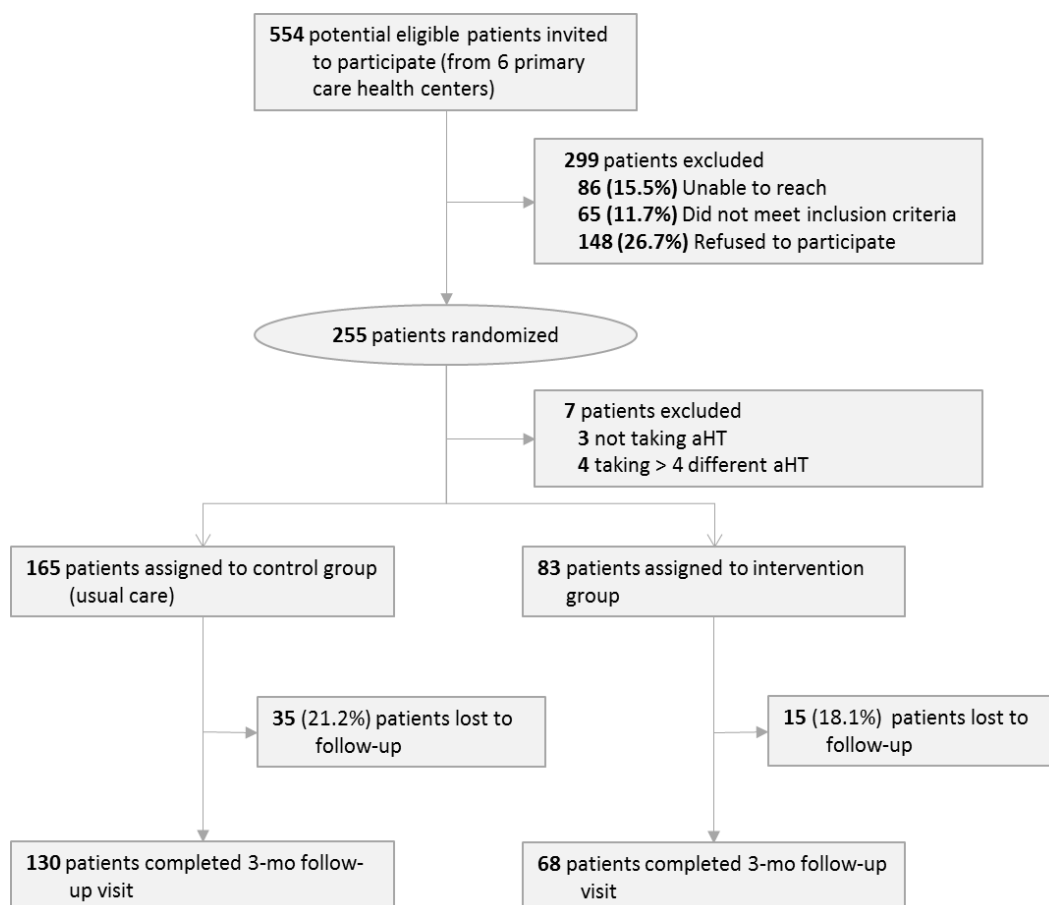 554 potential eligible patients invited
to participate (from 6 primary
care health centers)
299 patients excluded
86 (15.5%) Unable to reach
65 (11.7%) Did not meet inclusion criteria
148 (26.7%) Refused to participate
255 patients randomized
7 patients excluded
3 not taking aHT
4 taking > 4 different aHT
165 patients assigned to control group
(usual care)
83 patients assigned to intervention
group
35 (21.2%) patients lost to
follow-up
15 (18.1%) patients lost to
follow-up
130 patients completed 3-mo follow-
up visit
68 patients completed 3-mo follow-up
visit